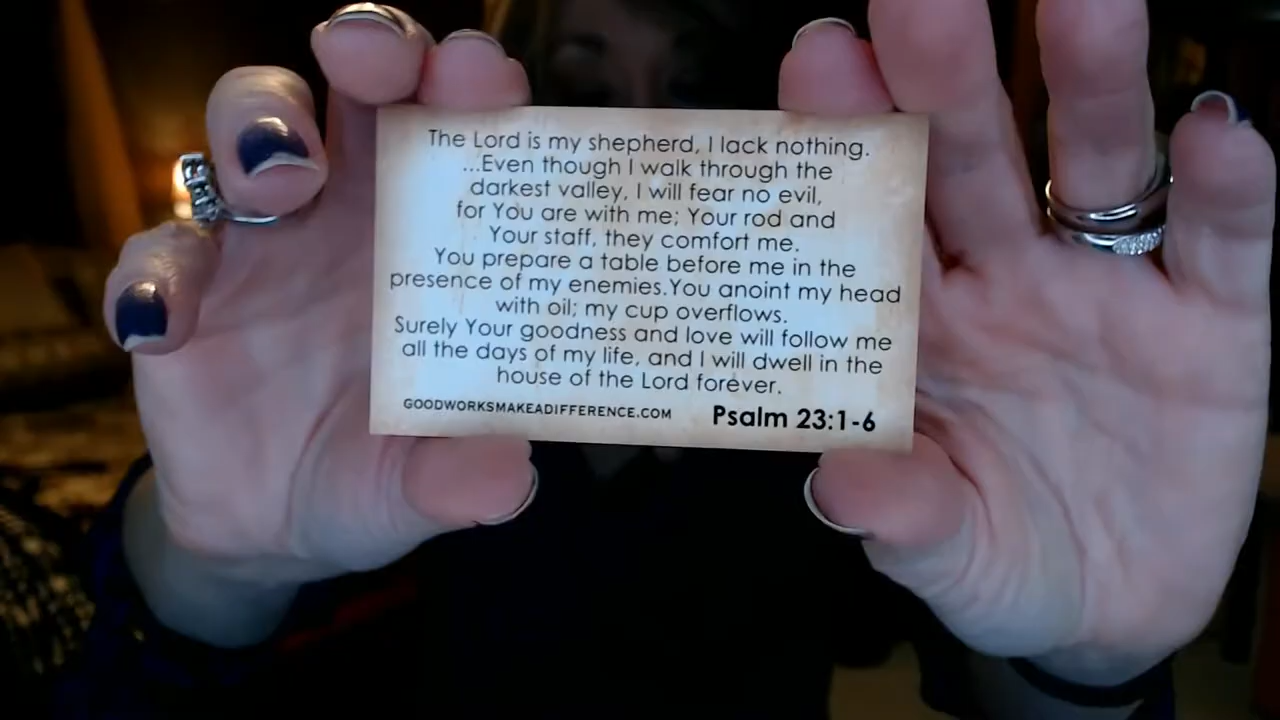 The Lord is my shepherd, I lack nothing.
...Even though I walk through the
darkest valley, I will fear no evil,
for You are with me; Your rod and
Your staff, they comfort me.
You prepare a table before me in the
presence of my enemies.You anoint my head
with oil; my cup overflows.
Surely Your goodness and love will follow me
all the days of my life, and I will dwell in the
house of the Lord forever.
GOODWORKSMAKEADIFFERENCE.COM Psalm 23:1-6